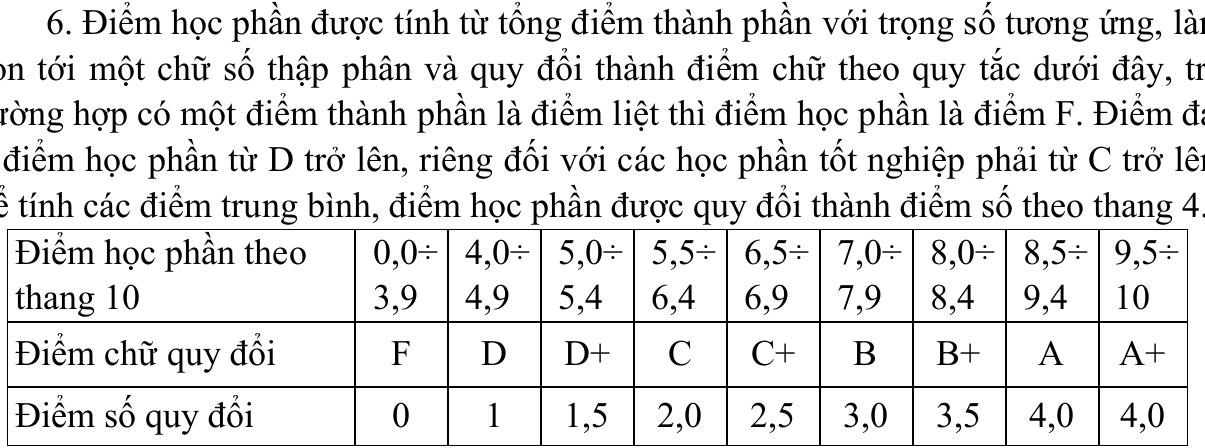 6. Điểm học phần được tính từ tổng điểm thành phần với trọng số tương ứng,
tới một chữ số thập phân và quy đổi thành điểm chữ theo quy tắc dưới đây,
hợp có một điểm thành phần là điểm liệt thì điểm học phần là điểm F. Điểm
điểm học phần từ D trở lên, riêng đối với các học phần tốt nghiệp phải từ C trở
tính các điểm trung bình, điểm học phần được quy đổi thành điểm số theo thang 4.
Điểm học phần theo thang 10 0,0÷3,9 4,0÷4,9 5,0÷5,4 5,5÷6,4 6,5÷6,9 7,0÷7,9 8,0÷8,4 8,5÷9,4 9,5÷10
Điểm chữ quy đổi F D D+ C C+ B B+ A A+
Điểm số quy đổi 0 1 1,5 2,0 2,5 3,0 3,5 4,0 4,0